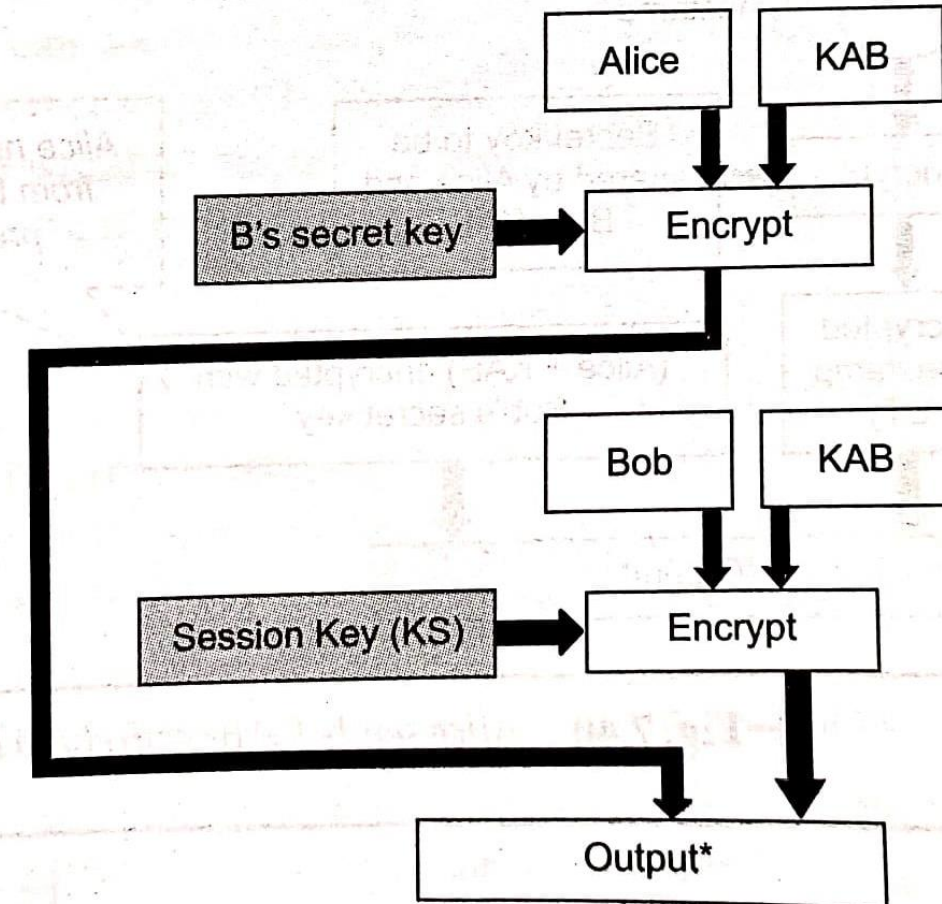 Alice KAB
B's secret key
Encrypt
Bob KAB
Session Key (KS)
Encrypt
Output*